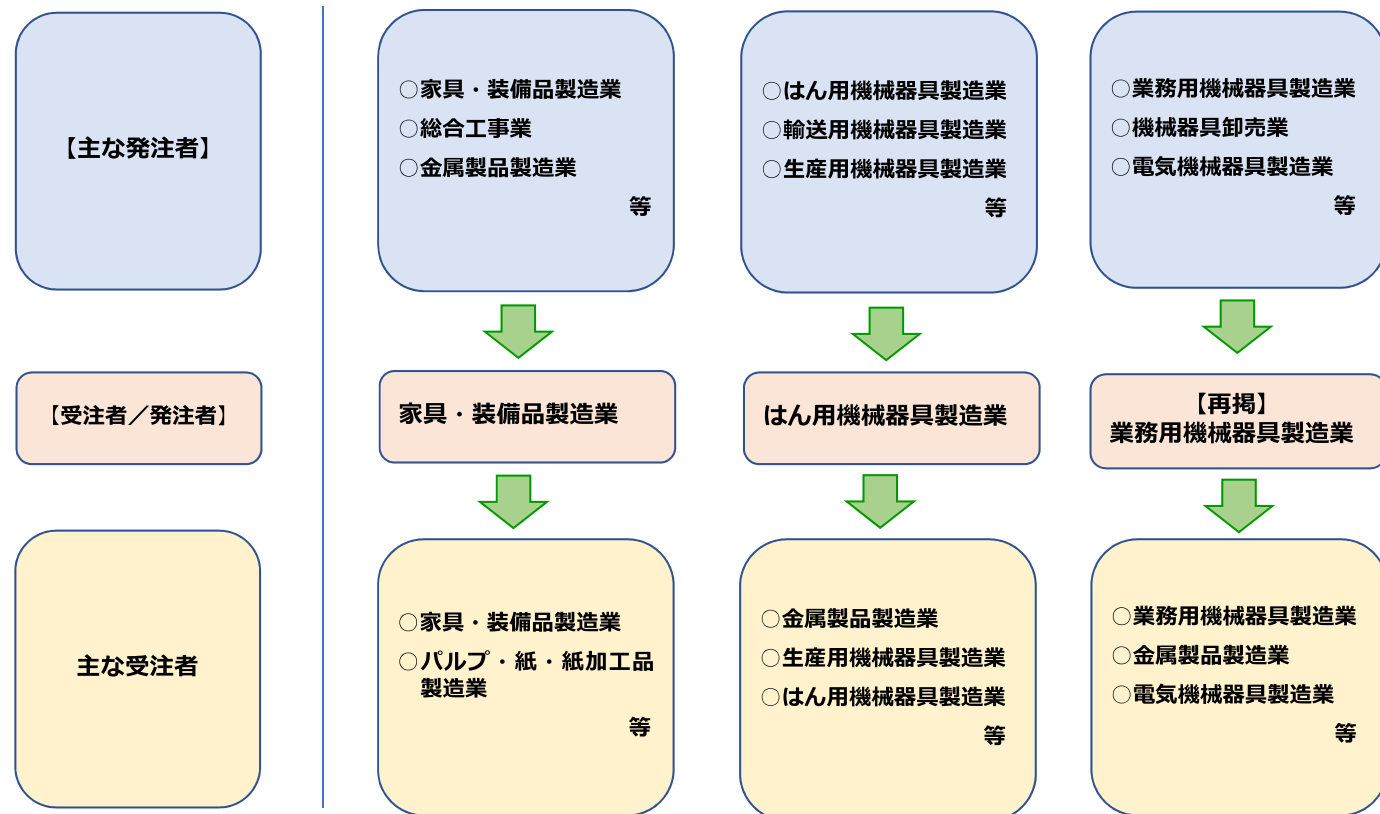 【主な発注者】
○家具・装備品製造業
○総合工事業
○金属製品製造業
等
○はん用機械器具製造業
○輸送用機械器具製造業
○生産用機械器具製造業
等
○業務用機械器具製造業
○機械器具卸売業
○電気機械器具製造業
等
【受注者／発注者】
家具・装備品製造業
はん用機械器具製造業
【再掲】
業務用機械器具製造業
主な受注者
○家具・装備品製造業
○パルプ・紙・紙加工品
製造業
等
○金属製品製造業
○生産用機械器具製造業
○はん用機械器具製造業
等
○業務用機械器具製造業
○金属製品製造業
○電気機械器具製造業
等